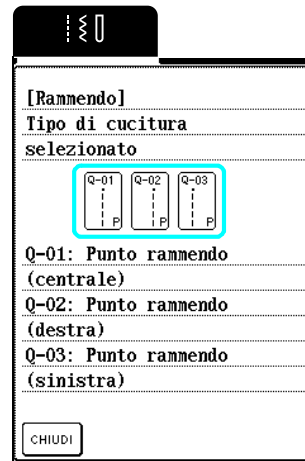 [Rammendo]
Tipo di cucitura
selezionato
Q-01 Q-02 Q-03
P P P
Q-01: Punto rammendo
(centrale)
Q-02: Punto rammendo
(destra)
Q-03: Punto rammendo
(sinistra)
CHIUDI